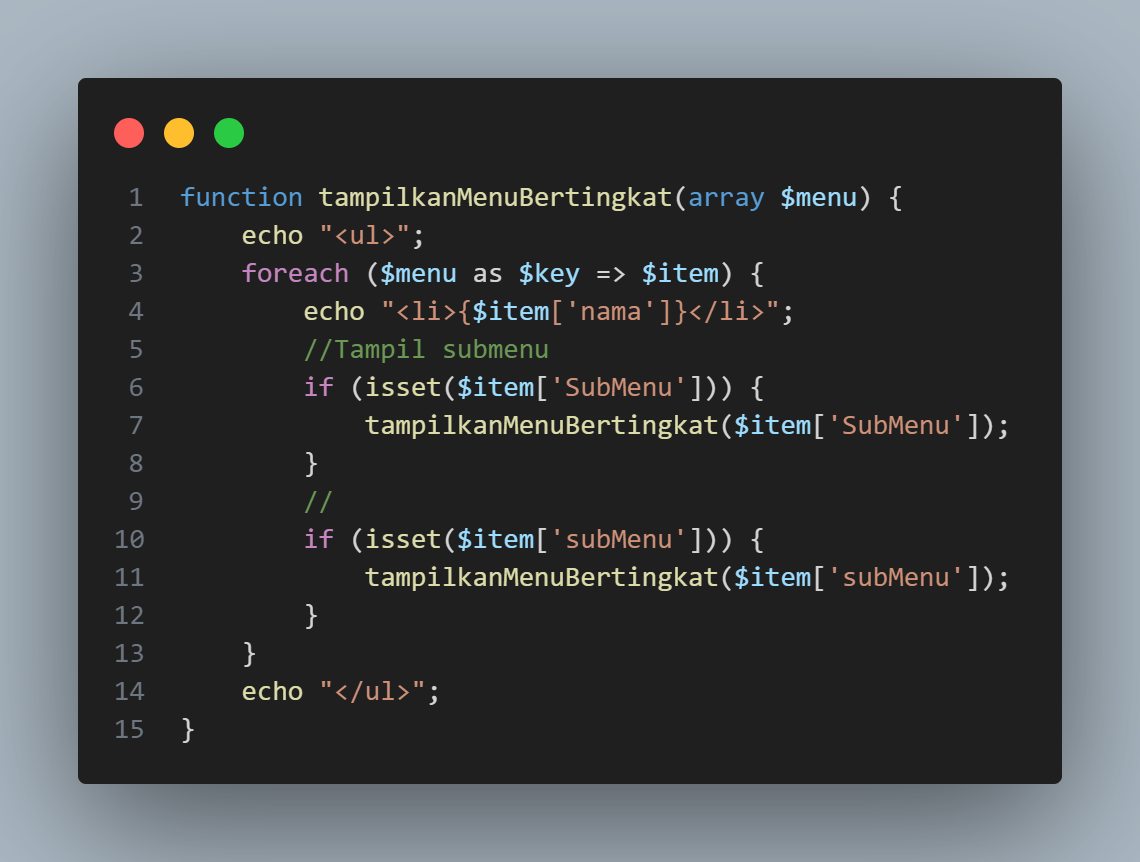 1 function tampilkanMenuBertingkat(array $menu) {
2     echo "<ul>";
3     foreach ($menu as $key => $item) {
4         echo "<li>{$item['nama']}</li>";
5         //Tampil submenu
6         if (isset($item['SubMenu'])) {
7             tampilkanMenuBertingkat($item['SubMenu']);
8         }
9         //
10         if (isset($item['subMenu'])) {
11             tampilkanMenuBertingkat($item['subMenu']);
12         }
13     }
14     echo "</ul>";
15 }